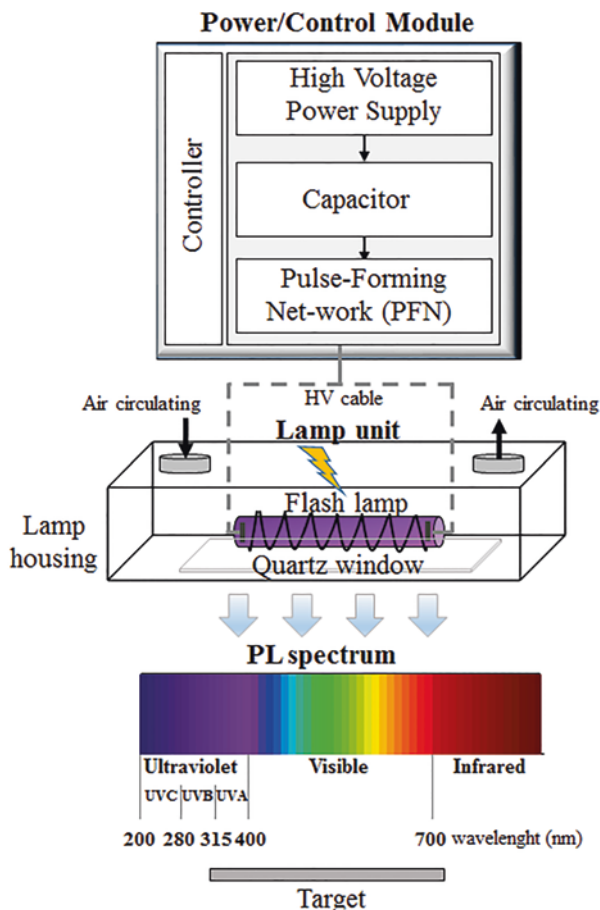 Power/Control Module
Controller
High Voltage
Power Supply
Capacitor
Pulse-Forming
Net-work (PFN)
HV cable
Air circulating
Air circulating
Lamp unit
Flash lamp
Lamp
housing
Quartz window
PL spectrum
Ultraviolet
Visible
Infrared
UVC UVB UVA
200 280 315 400 700 wavelenght (nm)
Target